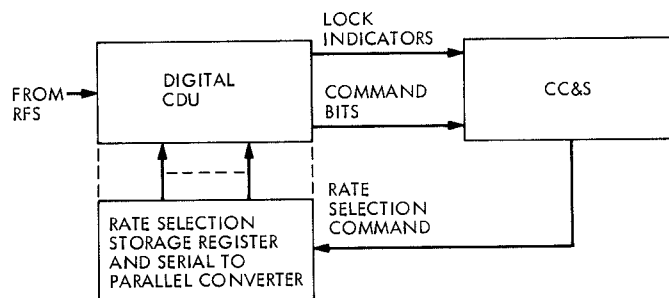 LOCK
INDICATORS
DIGITAL
CDU
CC&S
FROM
RFS
COMMAND
BITS
RATE
SELECTION
COMMAND
RATE SELECTION
STORAGE REGISTER
AND SERIAL TO
PARALLEL CONVERTER